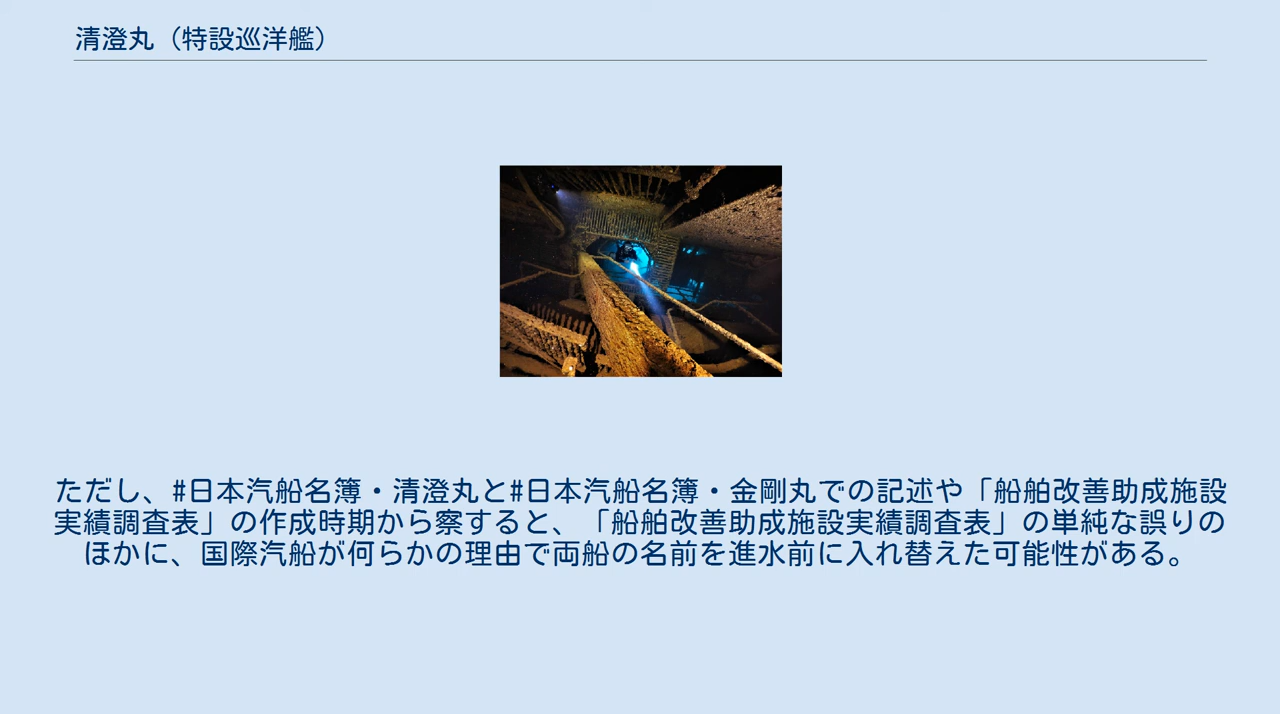 清澄丸（特設巡洋艦）
ただし、#日本汽船名簿・清澄丸と#日本汽船名簿・金剛丸での記述や「船舶改善助成施設
実績調査表」の作成時期から察すると、「船舶改善助成施設実績調査表」の単純な誤りの
ほかに、国際汽船が何らかの理由で両船の名前を進水前に入れ替えた可能性がある。